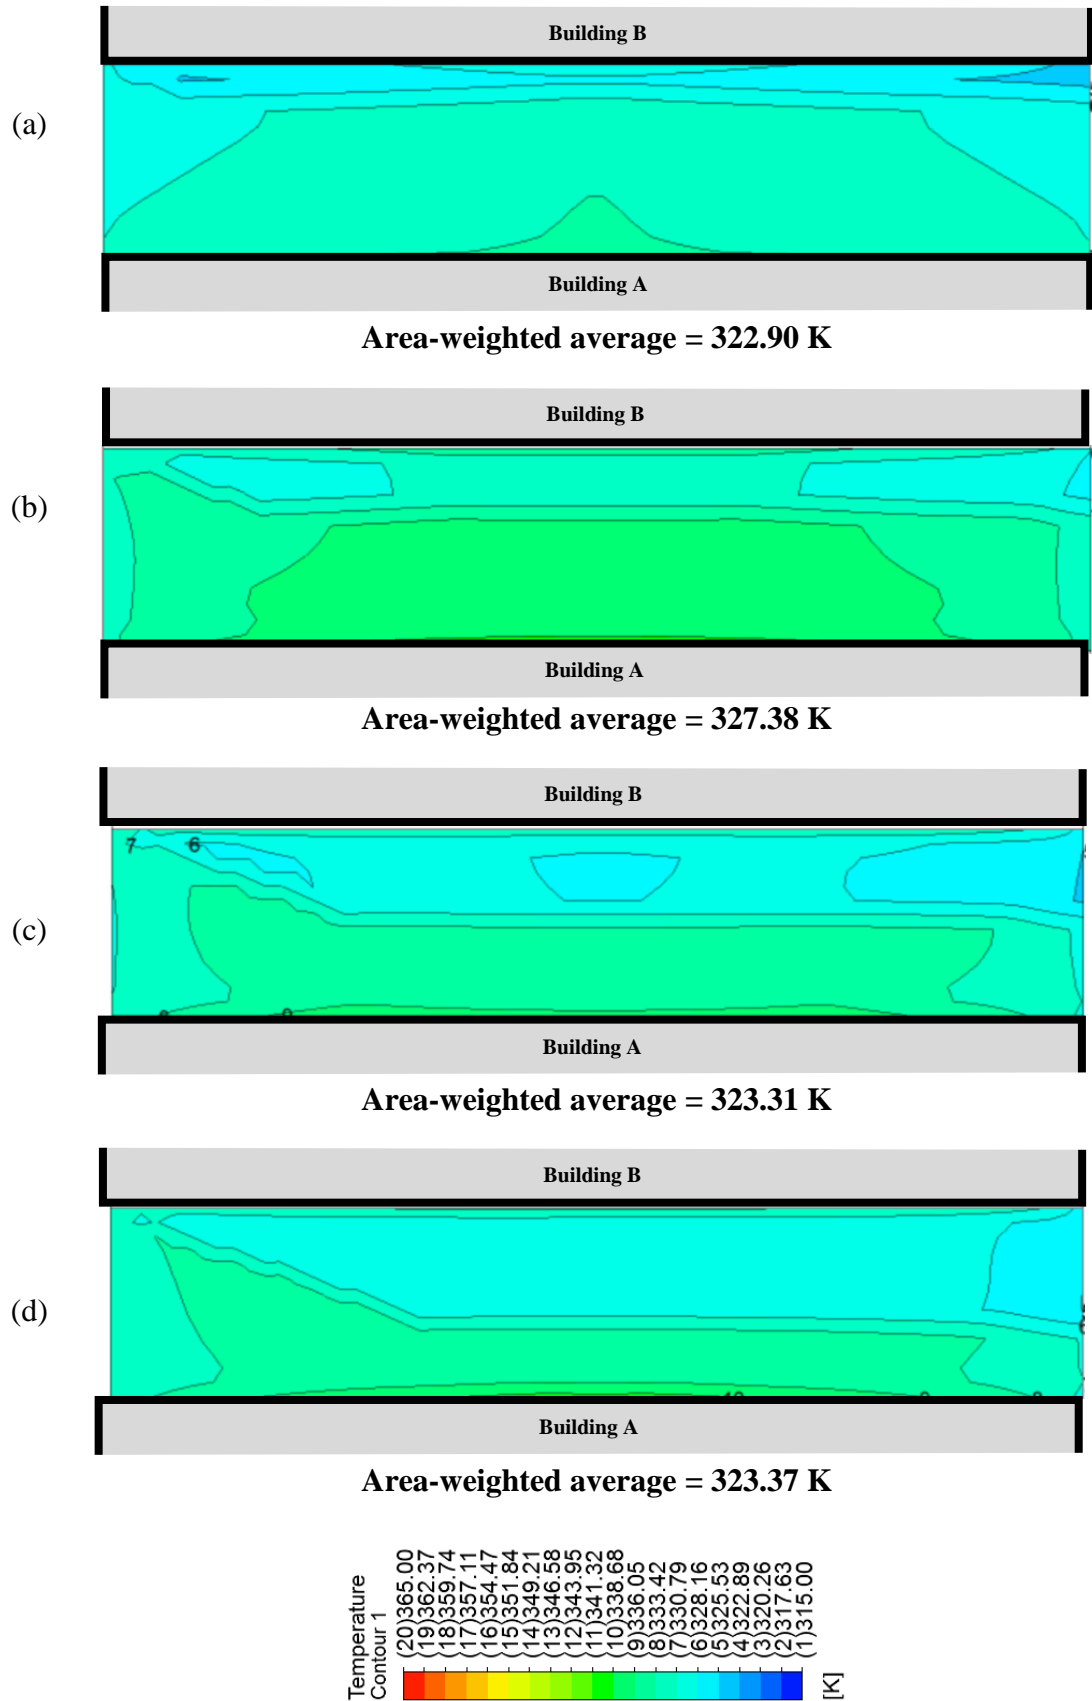 (a)
Building B
Building A
Area-weighted average = 322.90 K
(b)
Building B
Building A
Area-weighted average = 327.38 K
(c)
Building B
7
6
Building A
Area-weighted average = 323.31 K
(d)
Building B
Building A
Area-weighted average = 323.37 K
Temperature
Contour 1
(20)365.00
(19)362.37
(18)359.74
(17)357.11
(16)354.47
(15)351.84
(14)349.21
(13)346.58
(12)343.95
(11)341.32
(10)338.68
(9)336.05
(8)333.42
(7)330.79
(6)328.16
(5)325.53
(4)322.89
(3)320.26
(2)317.63
(1)315.00
[K]